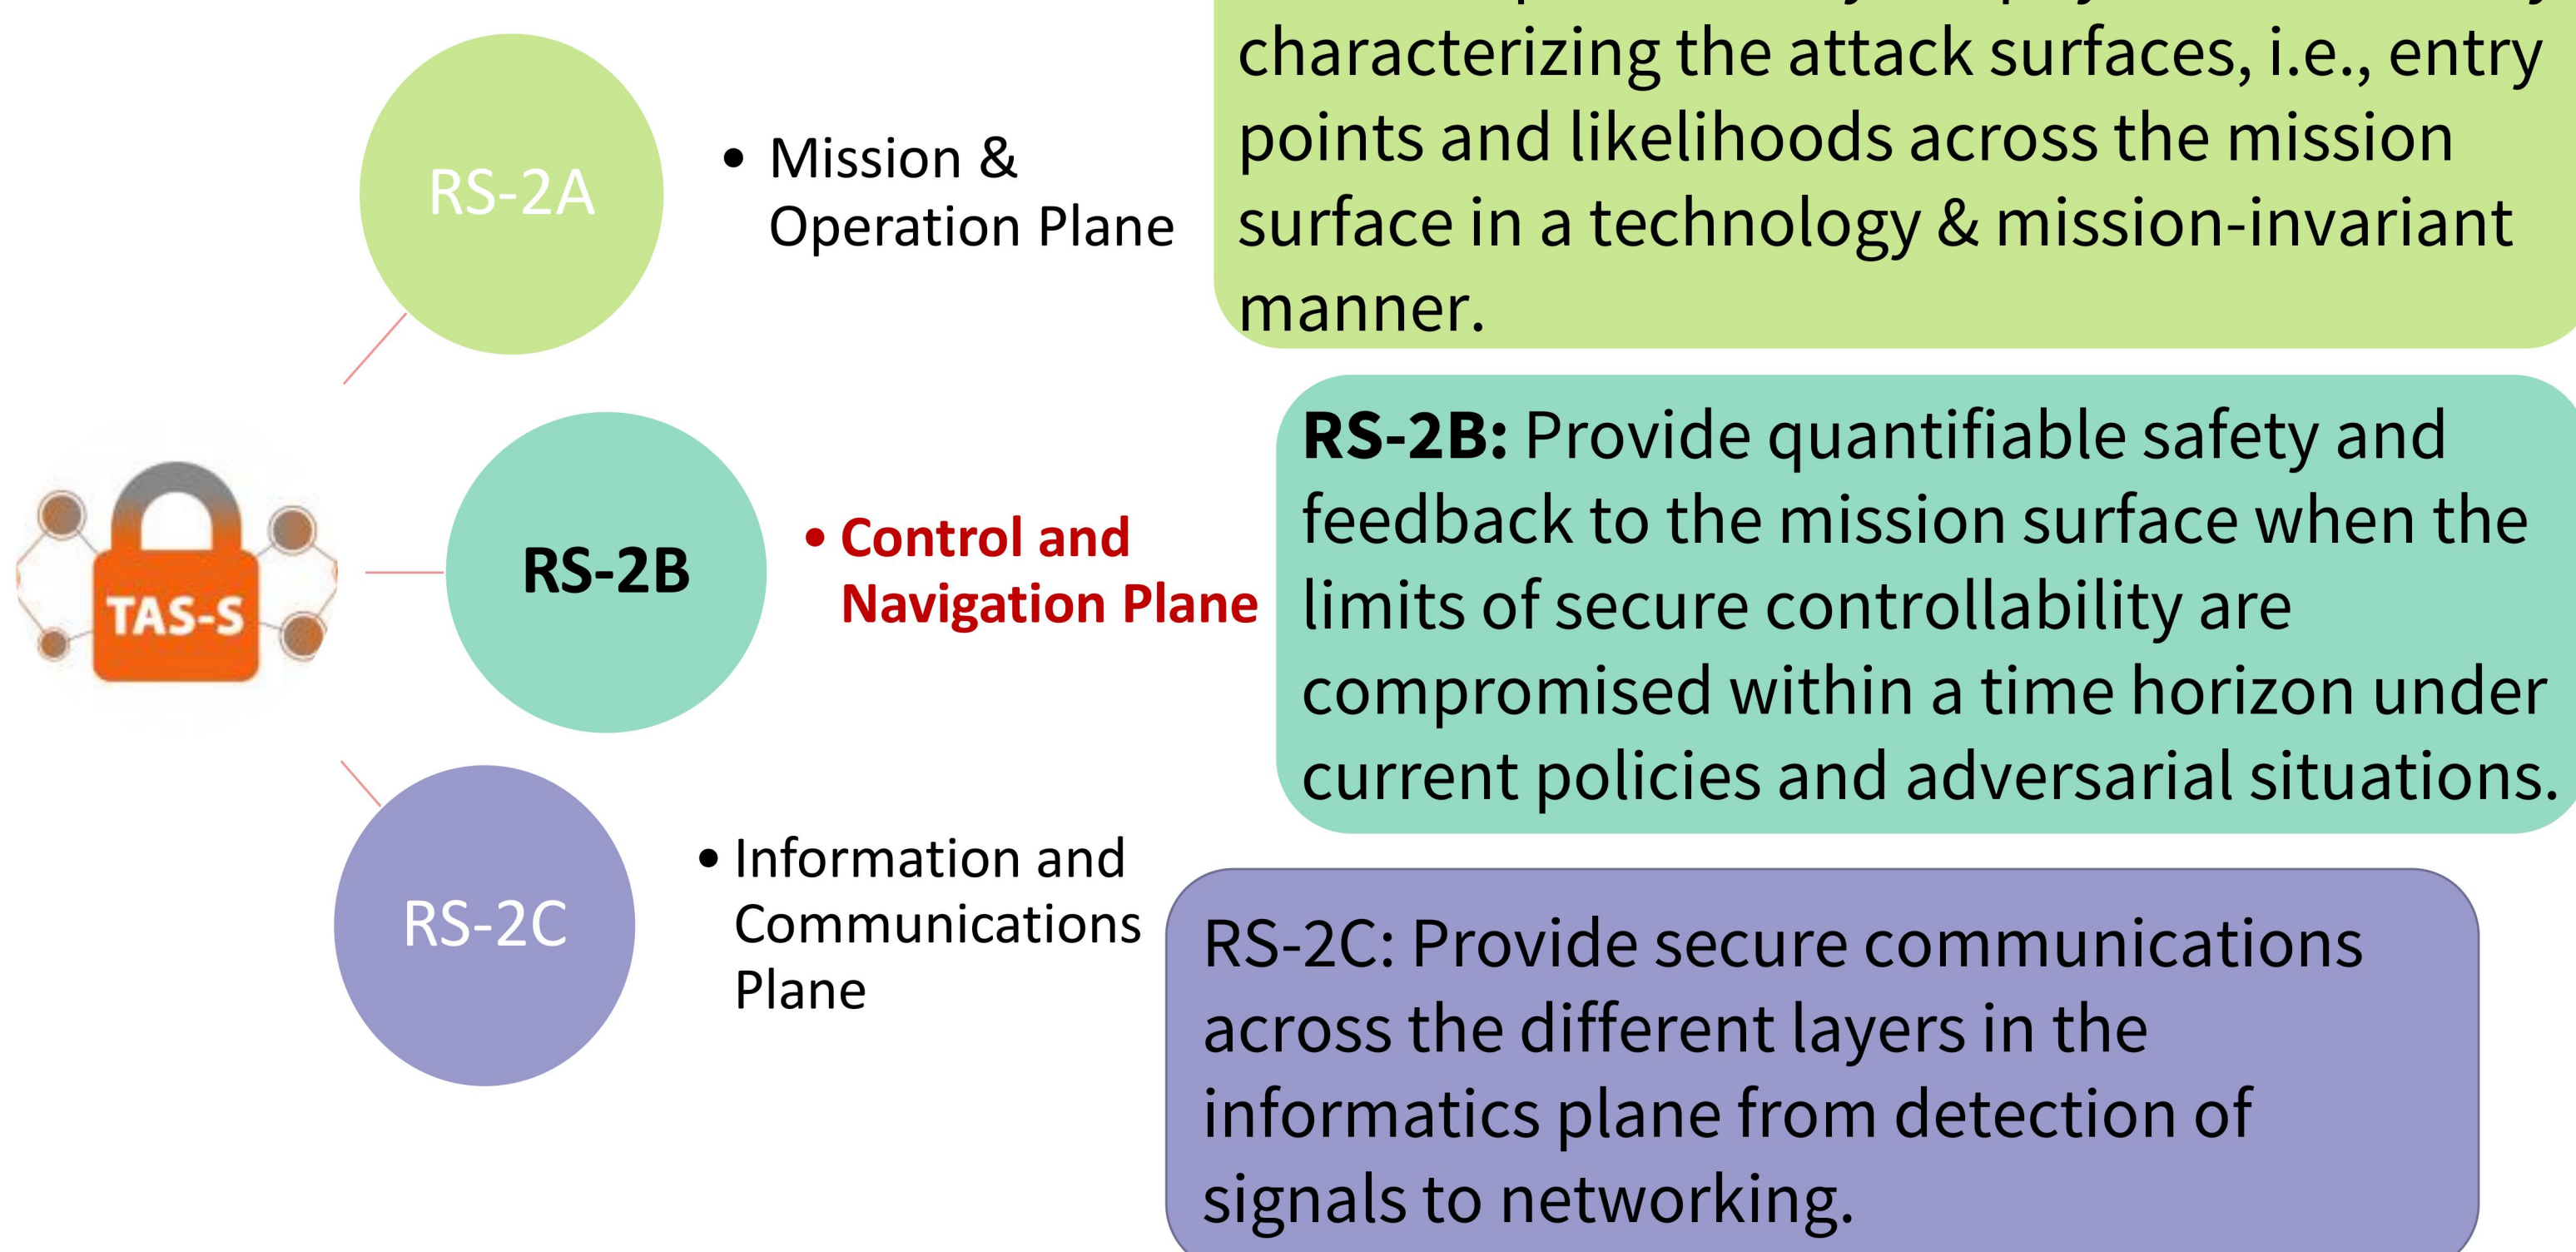 characterizing the attack surfaces, i.e., entry
points and likelihoods across the mission
surface in a technology & mission-invariant
manner.
RS-2A
• Mission &
Operation Plane
RS-2B: Provide quantifiable safety and
feedback to the mission surface when the
limits of secure controllability are
compromised within a time horizon under
current policies and adversarial situations.
RS-2B
• Control and
Navigation Plane
TAS-S
RS-2C
• Information and
Communications
Plane
RS-2C: Provide secure communications
across the different layers in the
informatics plane from detection of
signals to networking.